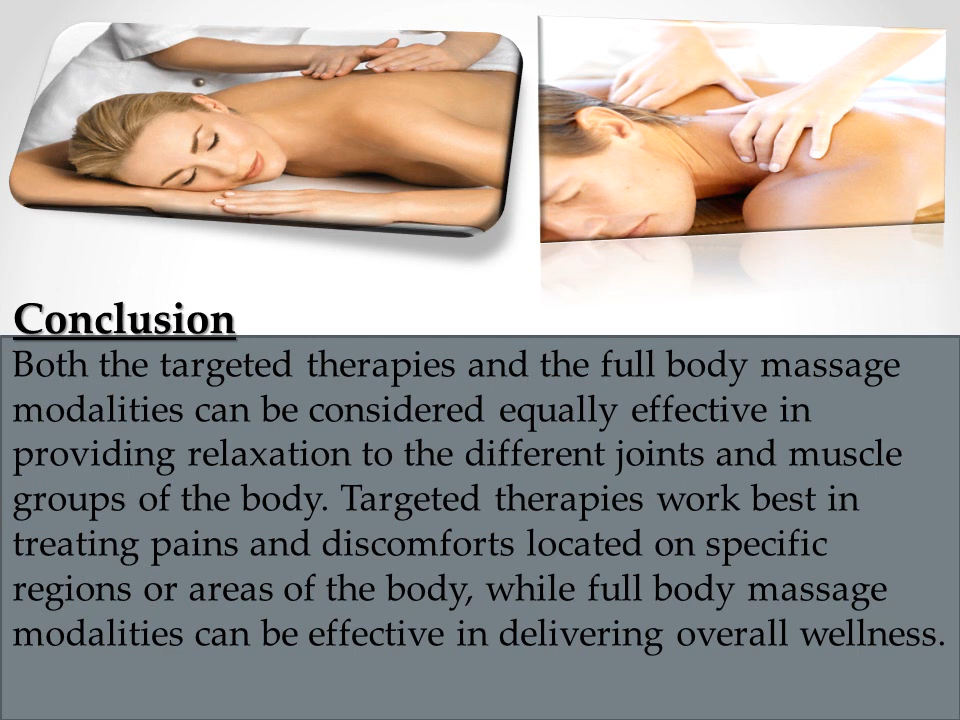 Conclusion
Both the targeted therapies and the full body massage
modalities can be considered equally effective in
providing relaxation to the different joints and muscle
groups of the body. Targeted therapies work best in
treating pains and discomforts located on specific
regions or areas of the body, while full body massage
modalities can be effective in delivering overall wellness.